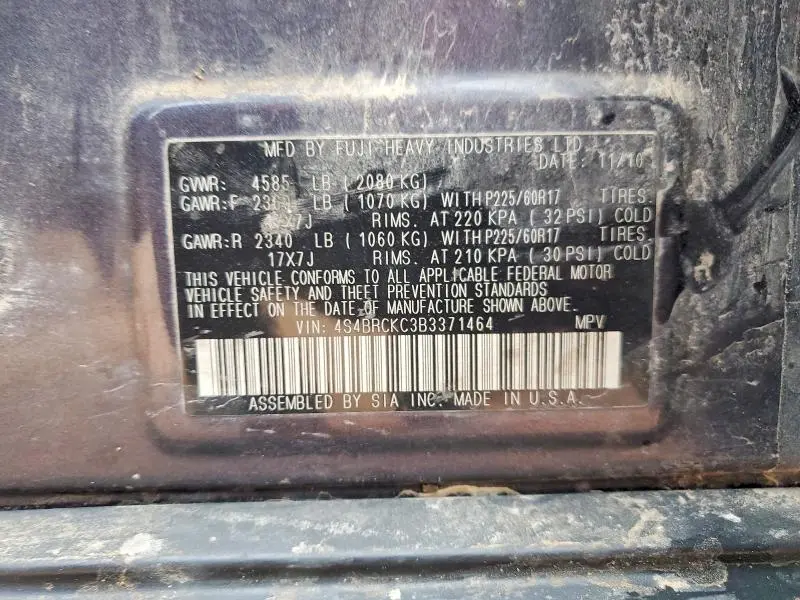 MFD BY FUJI HEAVY INDUSTRIES LTD.
DATE: 11/10
GVWR: 4585 LB ( 2080 KG)
GAWR:F LB ( 1070 KG) WITH P225/60R17 TIRES
RIMS. AT 220 KPA ( 32 PSI) COLD
GAWR:R 2340 LB ( 1060 KG) WITH P225/60R17 TIRES.
17X7J RIMS. AT 210 KPA ( 30 PSI) COLD
THIS VEHICLE CONFORMS TO ALL APPLICABLE FEDERAL MOTOR
VEHICLE SAFETY AND THEFT PREVENTION STANDARDS
IN EFFECT ON THE DATE OF MANUFACTURE SHOWN ABOVE.
VIN: 4S4BRCKC3B3371464 MPV
ASSEMBLED BY SIA INC. MADE IN U.S.A.